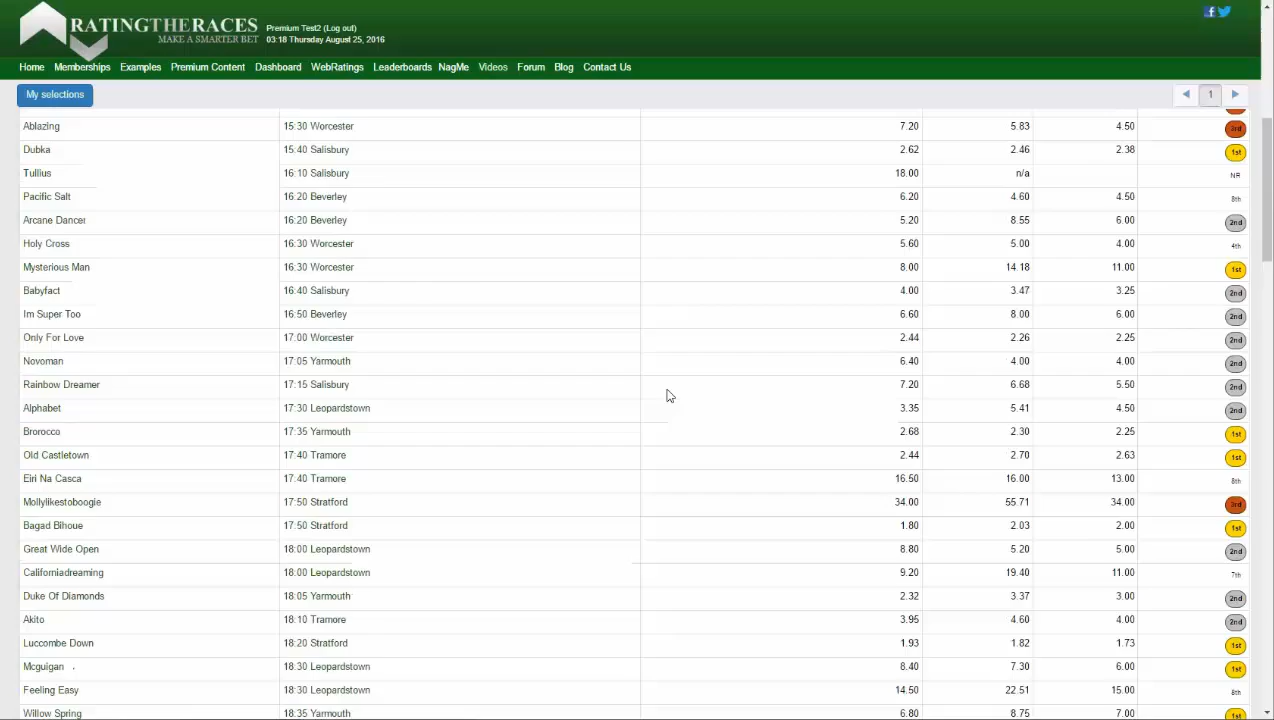 RATINGTHERACES
MAKE A SMARTER BET
Premium Test2 (Log out)
03:18 Thursday August 25, 2016
Home Memberships Examples Premium Content Dashboard WebRatings Leaderboards NagMe Videos Forum Blog Contact Us
My selections 1
Ablazing 15:30 Worcester 7.20 5.83 4.50 3rd
Dubka 15:40 Salisbury 2.62 2.46 2.38 1st
Tullius 16:10 Salisbury 18.00 n/a NR
Pacific Salt 16:20 Beverley 6.20 4.60 4.50 8th
Arcane Dancer 16:20 Beverley 5.20 8.55 6.00 2nd
Holy Cross 16:30 Worcester 5.60 5.00 4.00 4th
Mysterious Man 16:30 Worcester 8.00 14.18 11.00 1st
Babyfact 16:40 Salisbury 4.00 3.47 3.25 2nd
Im Super Too 16:50 Beverley 6.60 8.00 6.00 2nd
Only For Love 17:00 Worcester 2.44 2.26 2.25 2nd
Novoman 17:05 Yarmouth 6.40 4.00 4.00 2nd
Rainbow Dreamer 17:15 Salisbury 7.20 6.68 5.50 2nd
Alphabet 17:30 Leopardstown 3.35 5.41 4.50 2nd
Brorocco 17:35 Yarmouth 2.68 2.30 2.25 1st
Old Castletown 17:40 Tramore 2.44 2.70 2.63 1st
Eiri Na Casca 17:40 Tramore 16.50 16.00 13.00 8th
Mollylikestoboogie 17:50 Stratford 34.00 55.71 34.00 3rd
Bagad Bihoue 17:50 Stratford 1.80 2.03 2.00 1st
Great Wide Open 18:00 Leopardstown 8.80 5.20 5.00 2nd
Californiadreaming 18:00 Leopardstown 9.20 19.40 11.00 7th
Duke Of Diamonds 18:05 Yarmouth 2.32 3.37 3.00 2nd
Akito 18:10 Tramore 3.95 4.60 4.00 2nd
Luccombe Down 18:20 Stratford 1.93 1.82 1.73 1st
Mcguigan 18:30 Leopardstown 8.40 7.30 6.00 1st
Feeling Easy 18:30 Leopardstown 14.50 22.51 15.00 8th
Willow Spring 18:35 Yarmouth 6.80 8.75 7.00 1st